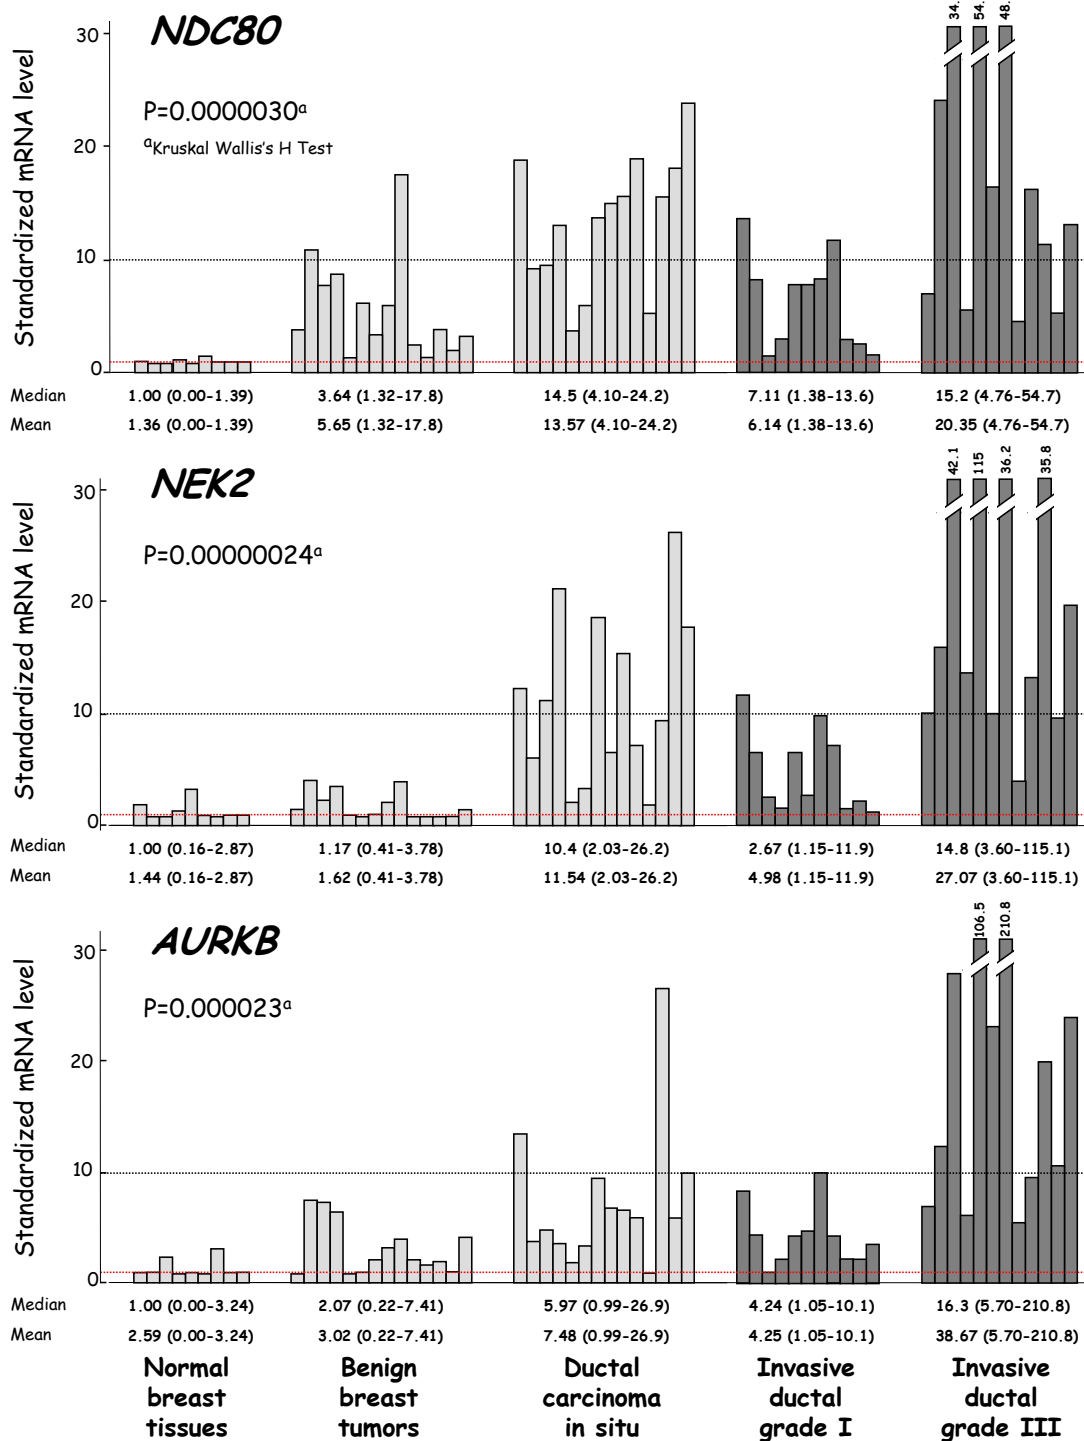 NDC80
34.
54.
48.
P=0.0000030a
aKruskal Wallis's H Test
Standardized mRNA level
30
20
10
0
Median 1.00 (0.00-1.39) 3.64 (1.32-17.8) 14.5 (4.10-24.2) 7.11 (1.38-13.6) 15.2 (4.76-54.7)
Mean 1.36 (0.00-1.39) 5.65 (1.32-17.8) 13.57 (4.10-24.2) 6.14 (1.38-13.6) 20.35 (4.76-54.7)
NEK2
42.1
115
36.2
35.8
P=0.00000024a
Standardized mRNA level
30
20
10
0
Median 1.00 (0.16-2.87) 1.17 (0.41-3.78) 10.4 (2.03-26.2) 2.67 (1.15-11.9) 14.8 (3.60-115.1)
Mean 1.44 (0.16-2.87) 1.62 (0.41-3.78) 11.54 (2.03-26.2) 4.98 (1.15-11.9) 27.07 (3.60-115.1)
AURKB
106.5
210.8
P=0.000023a
Standardized mRNA level
30
20
10
0
Median 1.00 (0.00-3.24) 2.07 (0.22-7.41) 5.97 (0.99-26.9) 4.24 (1.05-10.1) 16.3 (5.70-210.8)
Mean 2.59 (0.00-3.24) 3.02 (0.22-7.41) 7.48 (0.99-26.9) 4.25 (1.05-10.1) 38.67 (5.70-210.8)
Normal
breast
tissues
Benign
breast
tumors
Ductal
carcinoma
in situ
Invasive
ductal
grade I
Invasive
ductal
grade III